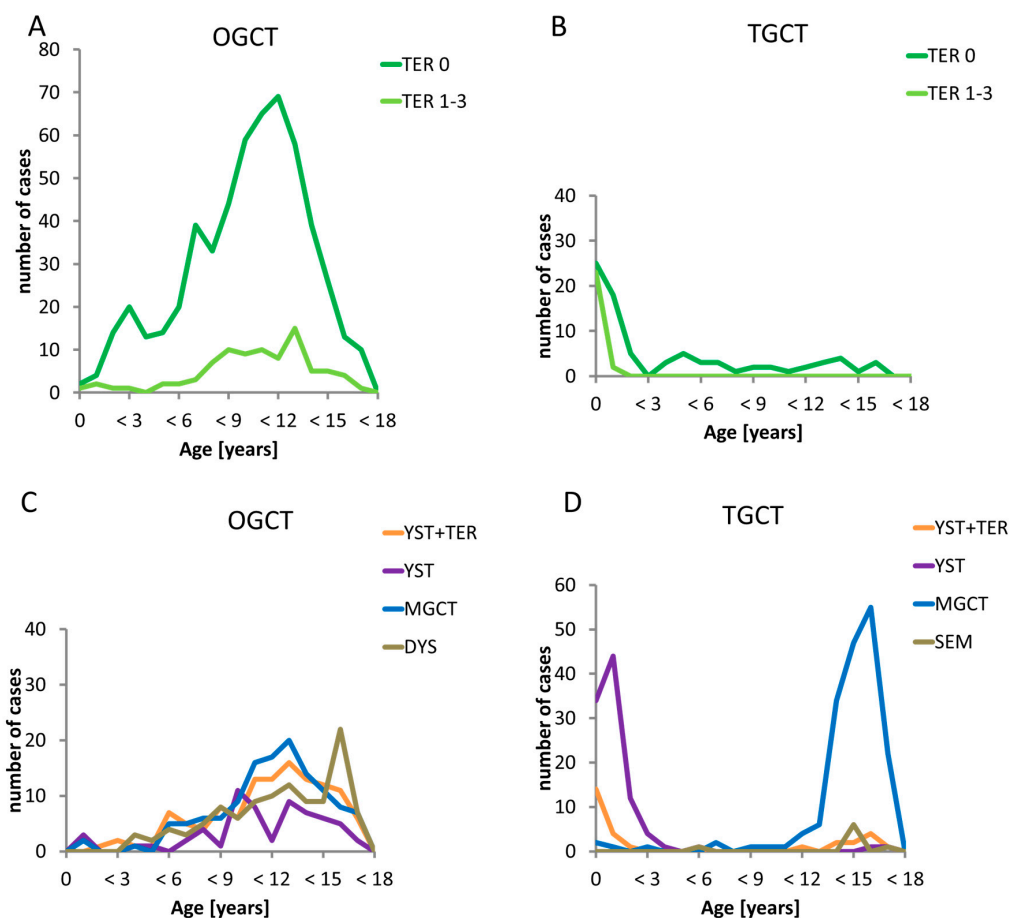 A
OGCT
TER 0
TER 1-3
80
70
60
50
40
30
20
10
0
number of cases
0 < 3 < 6 < 9 < 12 < 15 < 18
Age [years]
B
TGCT
TER 0
TER 1-3
40
30
20
10
0
number of cases
0 < 3 < 6 < 9 < 12 < 15 < 18
Age [years]
C
OGCT
YST+TER
YST
MGCT
DYS
40
30
20
10
0
number of cases
0 < 3 < 6 < 9 < 12 < 15 < 18
Age [years]
D
TGCT
YST+TER
YST
MGCT
SEM
60
50
40
30
20
10
0
number of cases
0 < 3 < 6 < 9 < 12 < 15 < 18
Age [years]